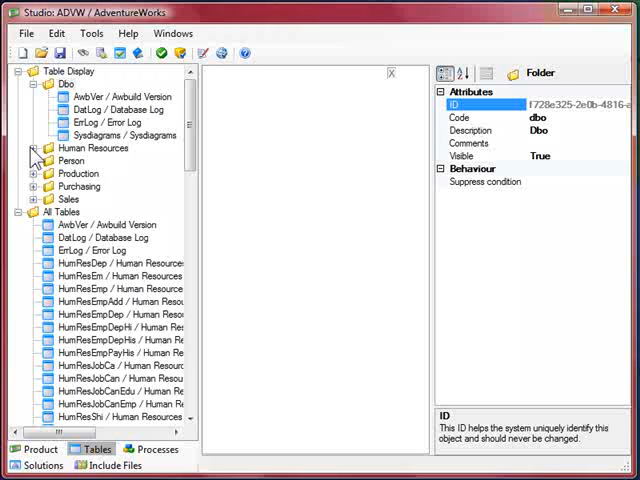 Studio: ADVW / AdventureWorks
File Edit Tools Help Windows
Table Display
Dbo
AwbVer / Awbuild Version
DatLog / Database Log
ErrLog / Error Log
Sysdiagrams / Sysdiagrams
Human Resources
Person
Production
Purchasing
Sales
All Tables
AwbVer / Awbuild Version
DatLog / Database Log
ErrLog / Error Log
HumResDep / Human Resources
HumResEm / Human Resources
HumResEmp / Human Resources
HumResEmpAdd / Human Resou
HumResEmpDep / Human Resou
HumResEmpDepHi / Human Res
HumResEmpDepHis / Human Re
HumResEmpPayHis / Human Re
HumResJobCa / Human Resourc
HumResJobCan / Human Resour
HumResJobCanEdu / Human Res
HumResJobCanEmp / Human Re
HumResShi / Human Resources
Product Tables Processes
Solutions Include Files
X
Folder
Attributes
ID f728e325-2e0b-4816-a
Code dbo
Description Dbo
Comments
Visible True
Behaviour
Suppress condition
ID
This ID helps the system uniquely identify this
object and should never be changed.